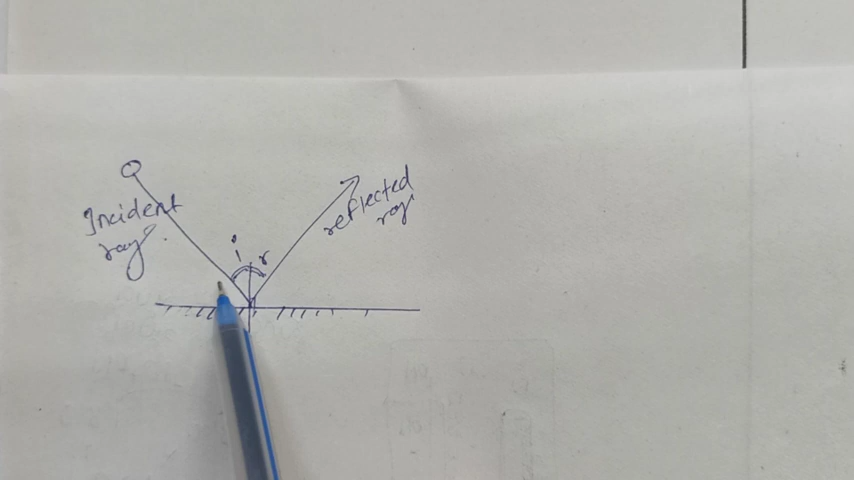 Incident
ray
i
r
reflected
ray